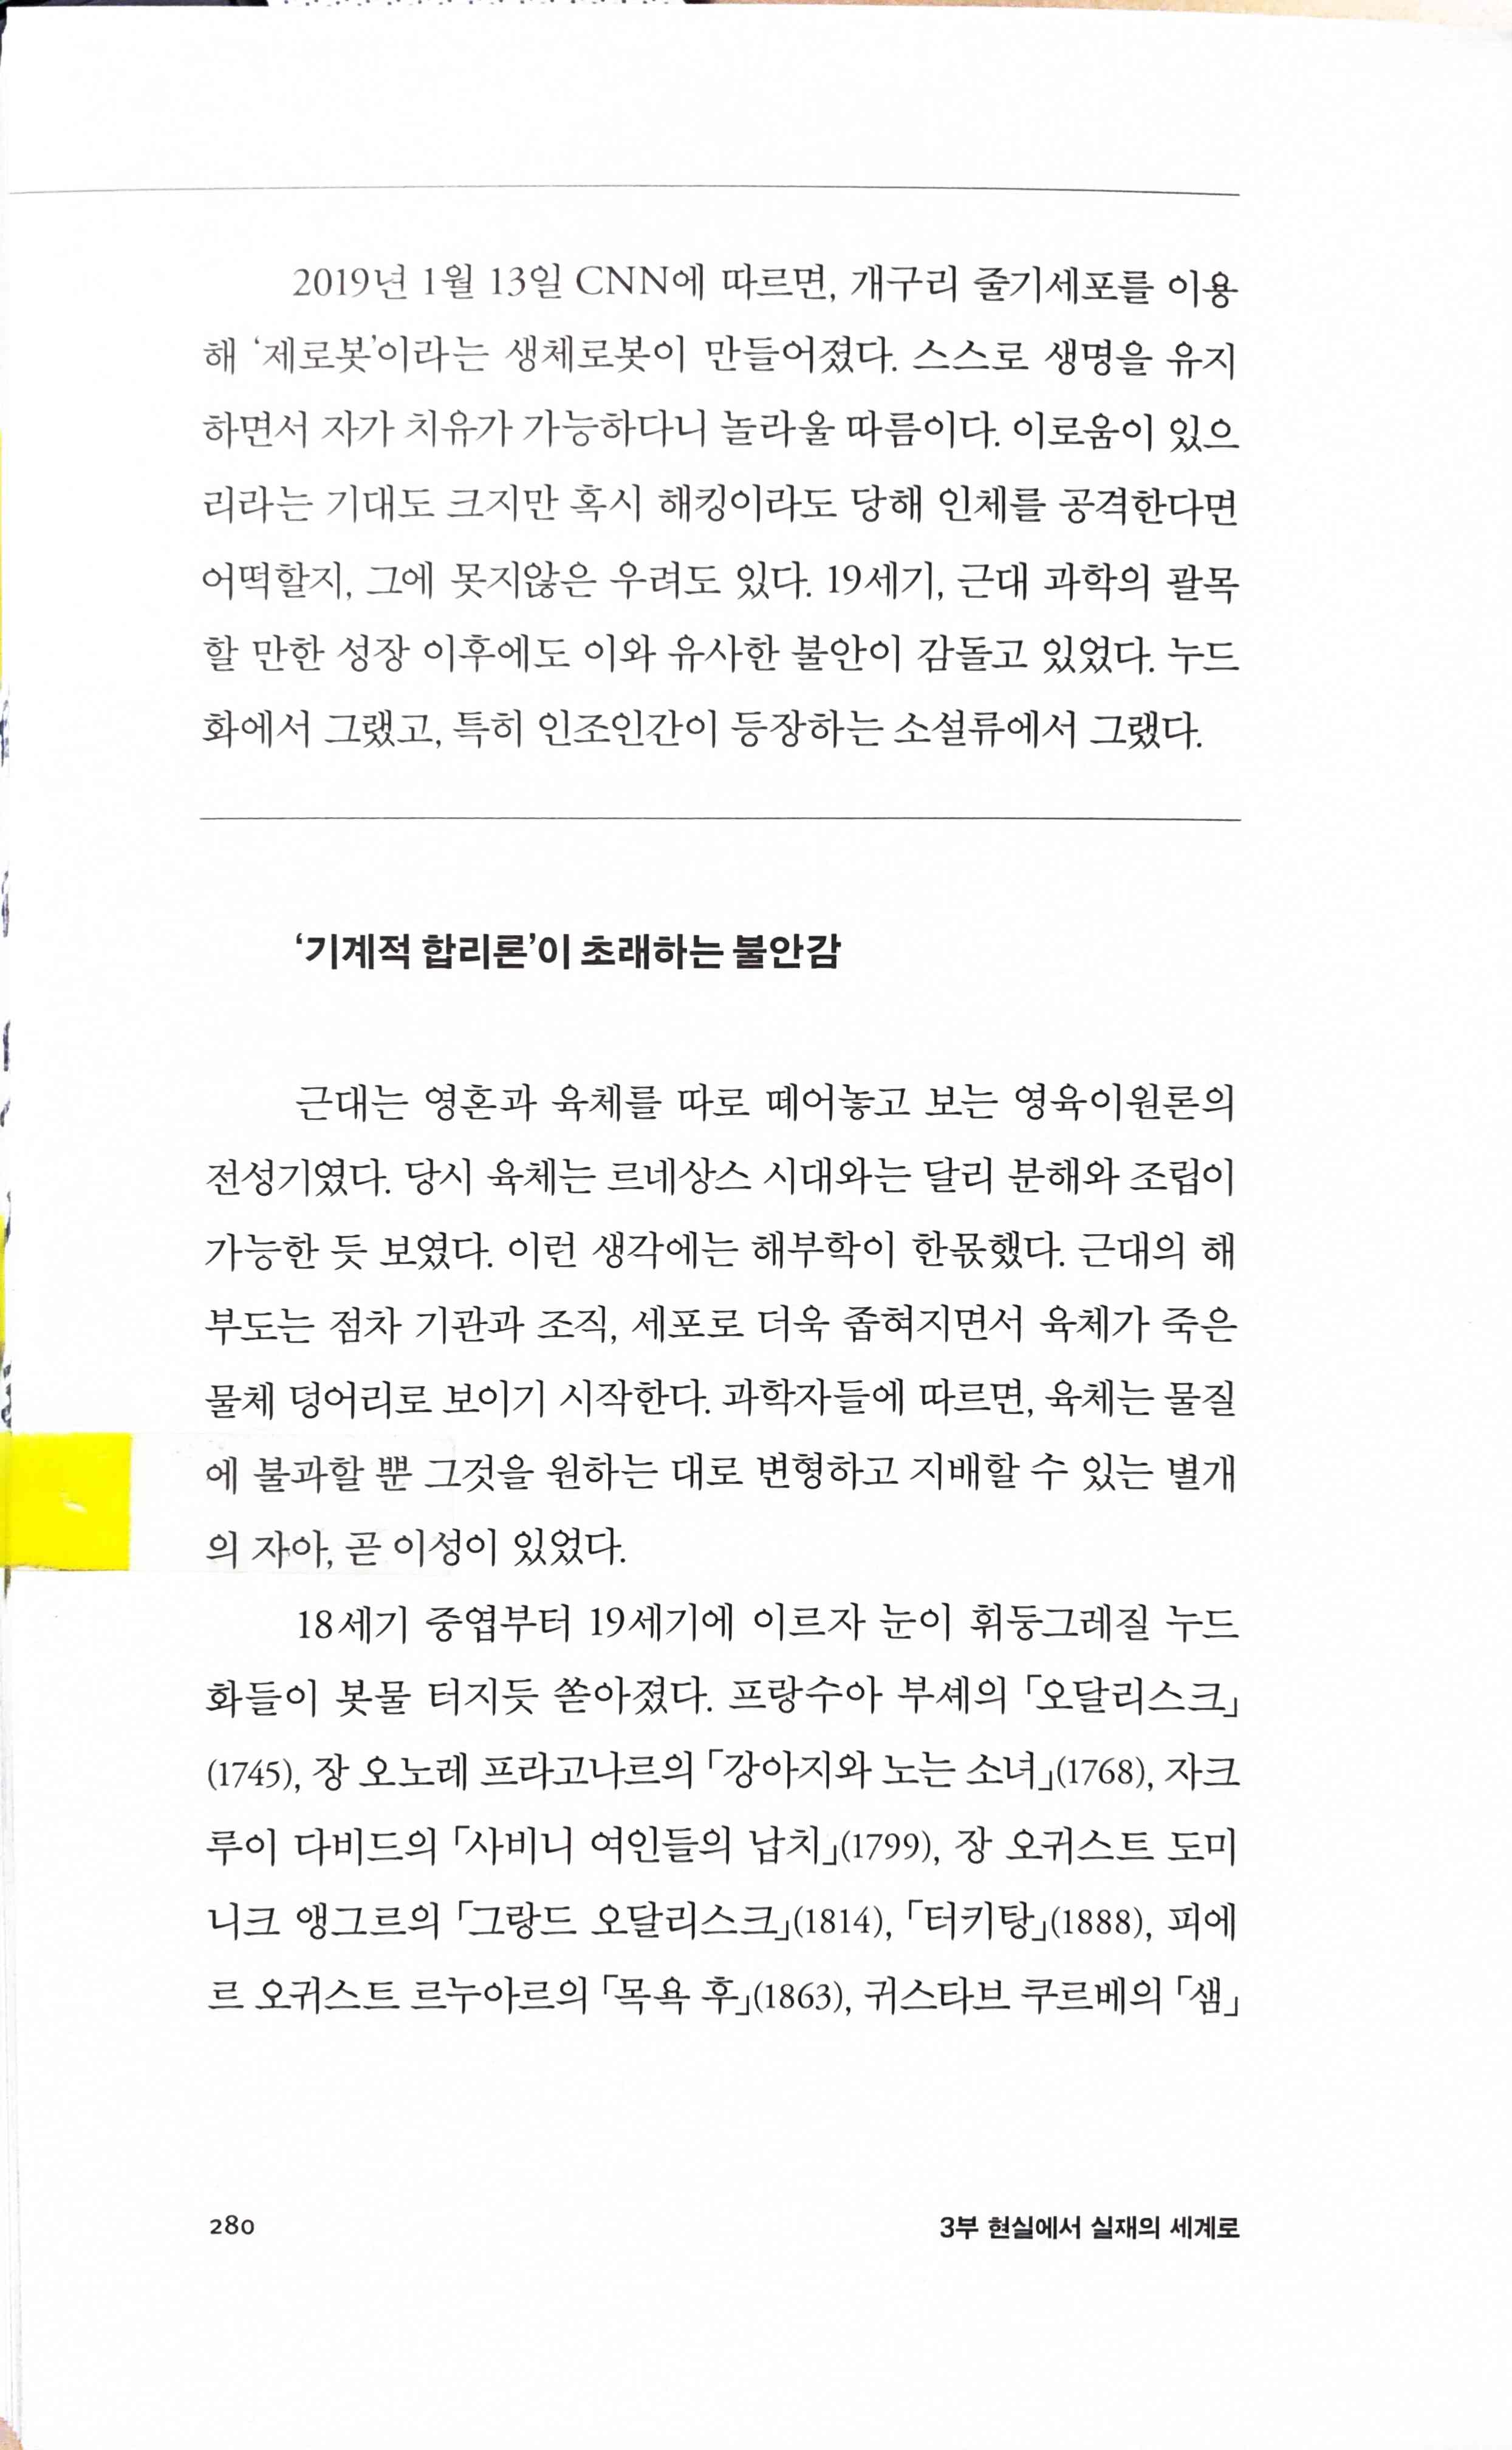 2019년 1월 13일 CNN에 따르면, 개구리 줄기세포를 이용
해 ‘제로봇’이라는 생체로봇이 만들어졌다. 스스로 생명을 유지
하면서 자가 치유가 가능하다니 놀라울 따름이다. 이로움이 있으
리라는 기대도 크지만 혹시 해킹이라도 당해 인체를 공격한다면
어떡할지, 그에 못지않은 우려도 있다. 19세기, 근대 과학의 괄목
할 만한 성장 이후에도 이와 유사한 불안이 감돌고 있었다. 누드
화에서 그랬고, 특히 인조인간이 등장하는 소설류에서 그랬다.
‘기계적 합리론’이 초래하는 불안감
근대는 영혼과 육체를 따로 떼어놓고 보는 영육이원론의
전성기였다. 당시 육체는 르네상스 시대와는 달리 분해와 조립이
가능한 듯 보였다. 이런 생각에는 해부학이 한몫했다. 근대의 해
부도는 점차 기관과 조직, 세포로 더욱 좁혀지면서 육체가 죽은
물체 덩어리로 보이기 시작한다. 과학자들에 따르면, 육체는 물질
에 불과할 뿐 그것을 원하는 대로 변형하고 지배할 수 있는 별개
의 자아, 곧 이성이 있었다.
18세기 중엽부터 19세기에 이르자 눈이 휘둥그레질 누드
화들이 봇물 터지듯 쏟아졌다. 프랑수아 부셰의 「오달리스크」
(1745), 장 오노레 프라고나르의 「강아지와 노는 소녀」(1768), 자크
루이 다비드의 「사비니 여인들의 납치」(1799), 장 오귀스트 도미
니크 앵그르의 「그랑드 오달리스크」(1814), 「터키탕」(1888), 피에
르 오귀스트 르누아르의 「목욕 후」(1863), 귀스타브 쿠르베의 「샘」
280
3부 현실에서 실재의 세계로